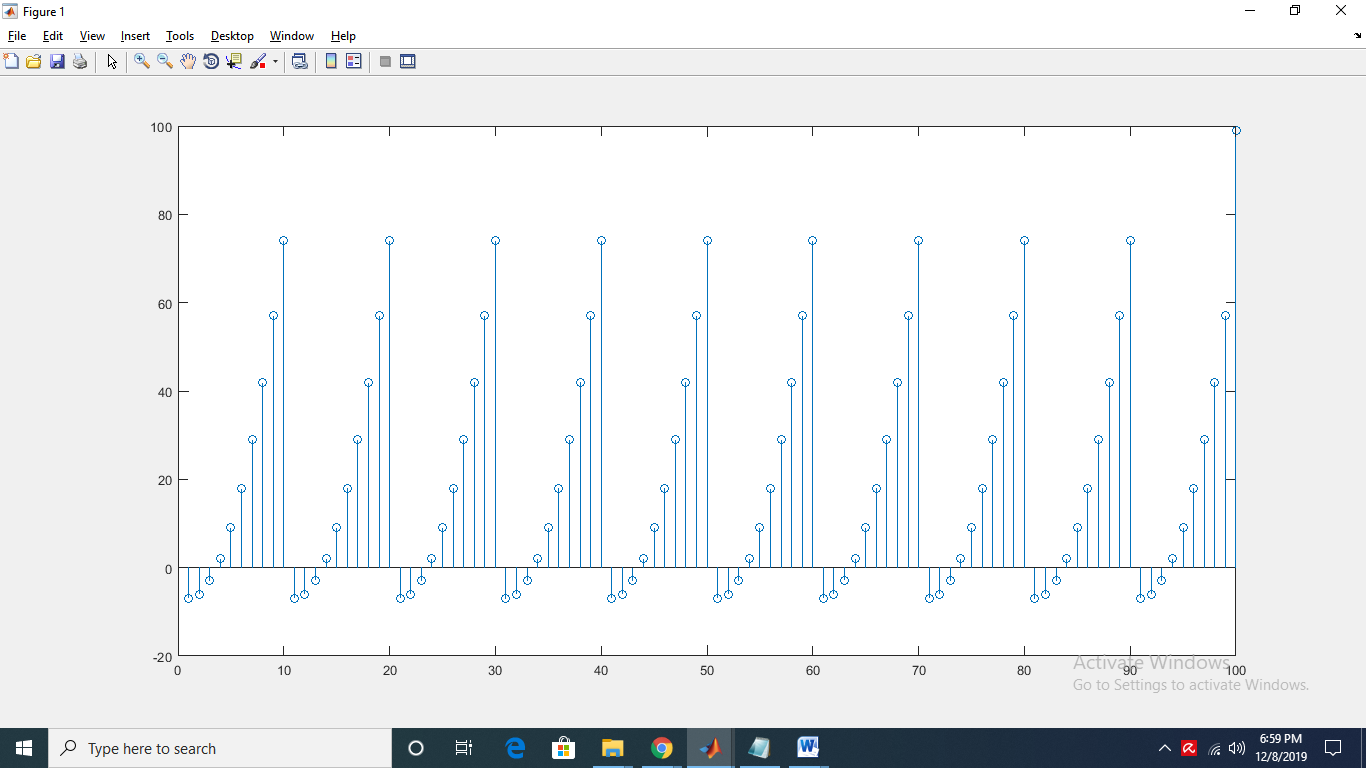 Figure 1
File Edit View Insert Tools Desktop Window Help
100
80
60
40
20
0
-20
0 10 20 30 40 50 60 70 80 90 100
Activate Windows
Go to Settings to activate Windows.
Type here to search
6:59 PM
12/8/2019